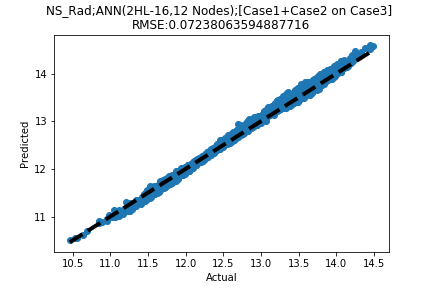 NS_Rad;ANN(2HL-16,12 Nodes);[Case1+Case2 on Case3]
RMSE:0.07238063594887716
14
13
12
11
Predicted
10.5 11.0 11.5 12.0 12.5 13.0 13.5 14.0 14.5
Actual